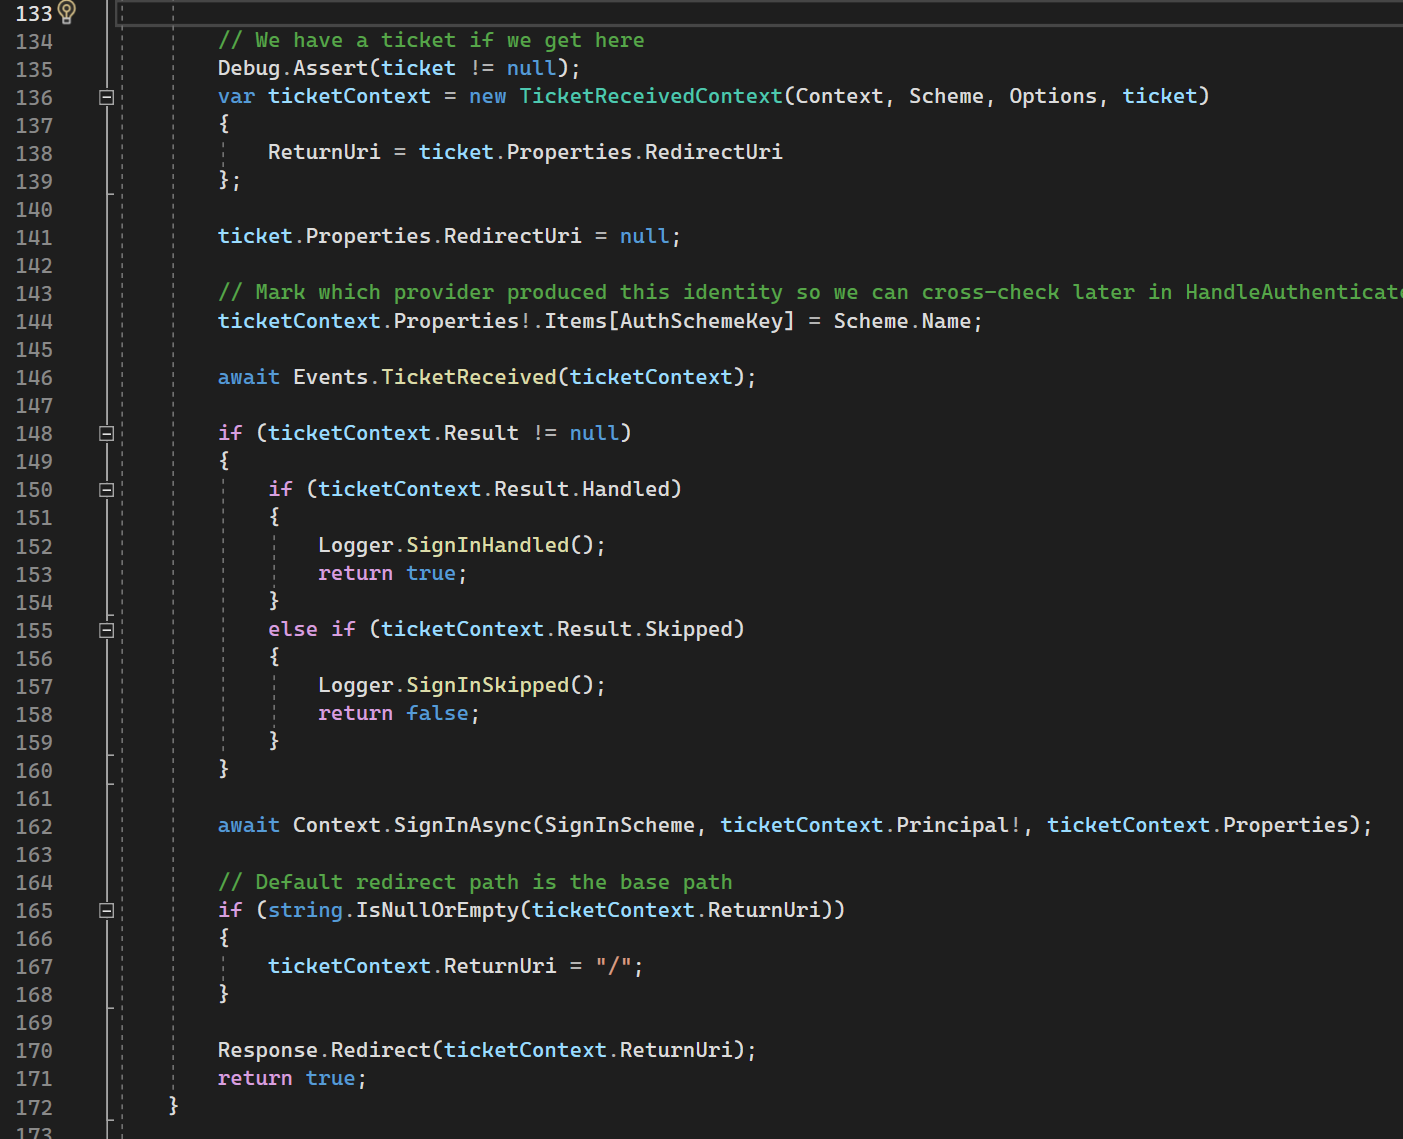 133
134 // We have a ticket if we get here
135 Debug.Assert(ticket != null);
136 var ticketContext = new TicketReceivedContext(Context, Scheme, Options, ticket)
137 {
138 ReturnUri = ticket.Properties.RedirectUri
139 };
140
141 ticket.Properties.RedirectUri = null;
142
143 // Mark which provider produced this identity so we can cross-check later in HandleAuthenticate
144 ticketContext.Properties!.Items[AuthSchemeKey] = Scheme.Name;
145
146 await Events.TicketReceived(ticketContext);
147
148 if (ticketContext.Result != null)
149 {
150 if (ticketContext.Result.Handled)
151 {
152 Logger.SignInHandled();
153 return true;
154 }
155 else if (ticketContext.Result.Skipped)
156 {
157 Logger.SignInSkipped();
158 return false;
159 }
160 }
161
162 await Context.SignInAsync(SignInScheme, ticketContext.Principal!, ticketContext.Properties);
163
164 // Default redirect path is the base path
165 if (string.IsNullOrEmpty(ticketContext.ReturnUri))
166 {
167 ticketContext.ReturnUri = "/";
168 }
169
170 Response.Redirect(ticketContext.ReturnUri);
171 return true;
172 }
173